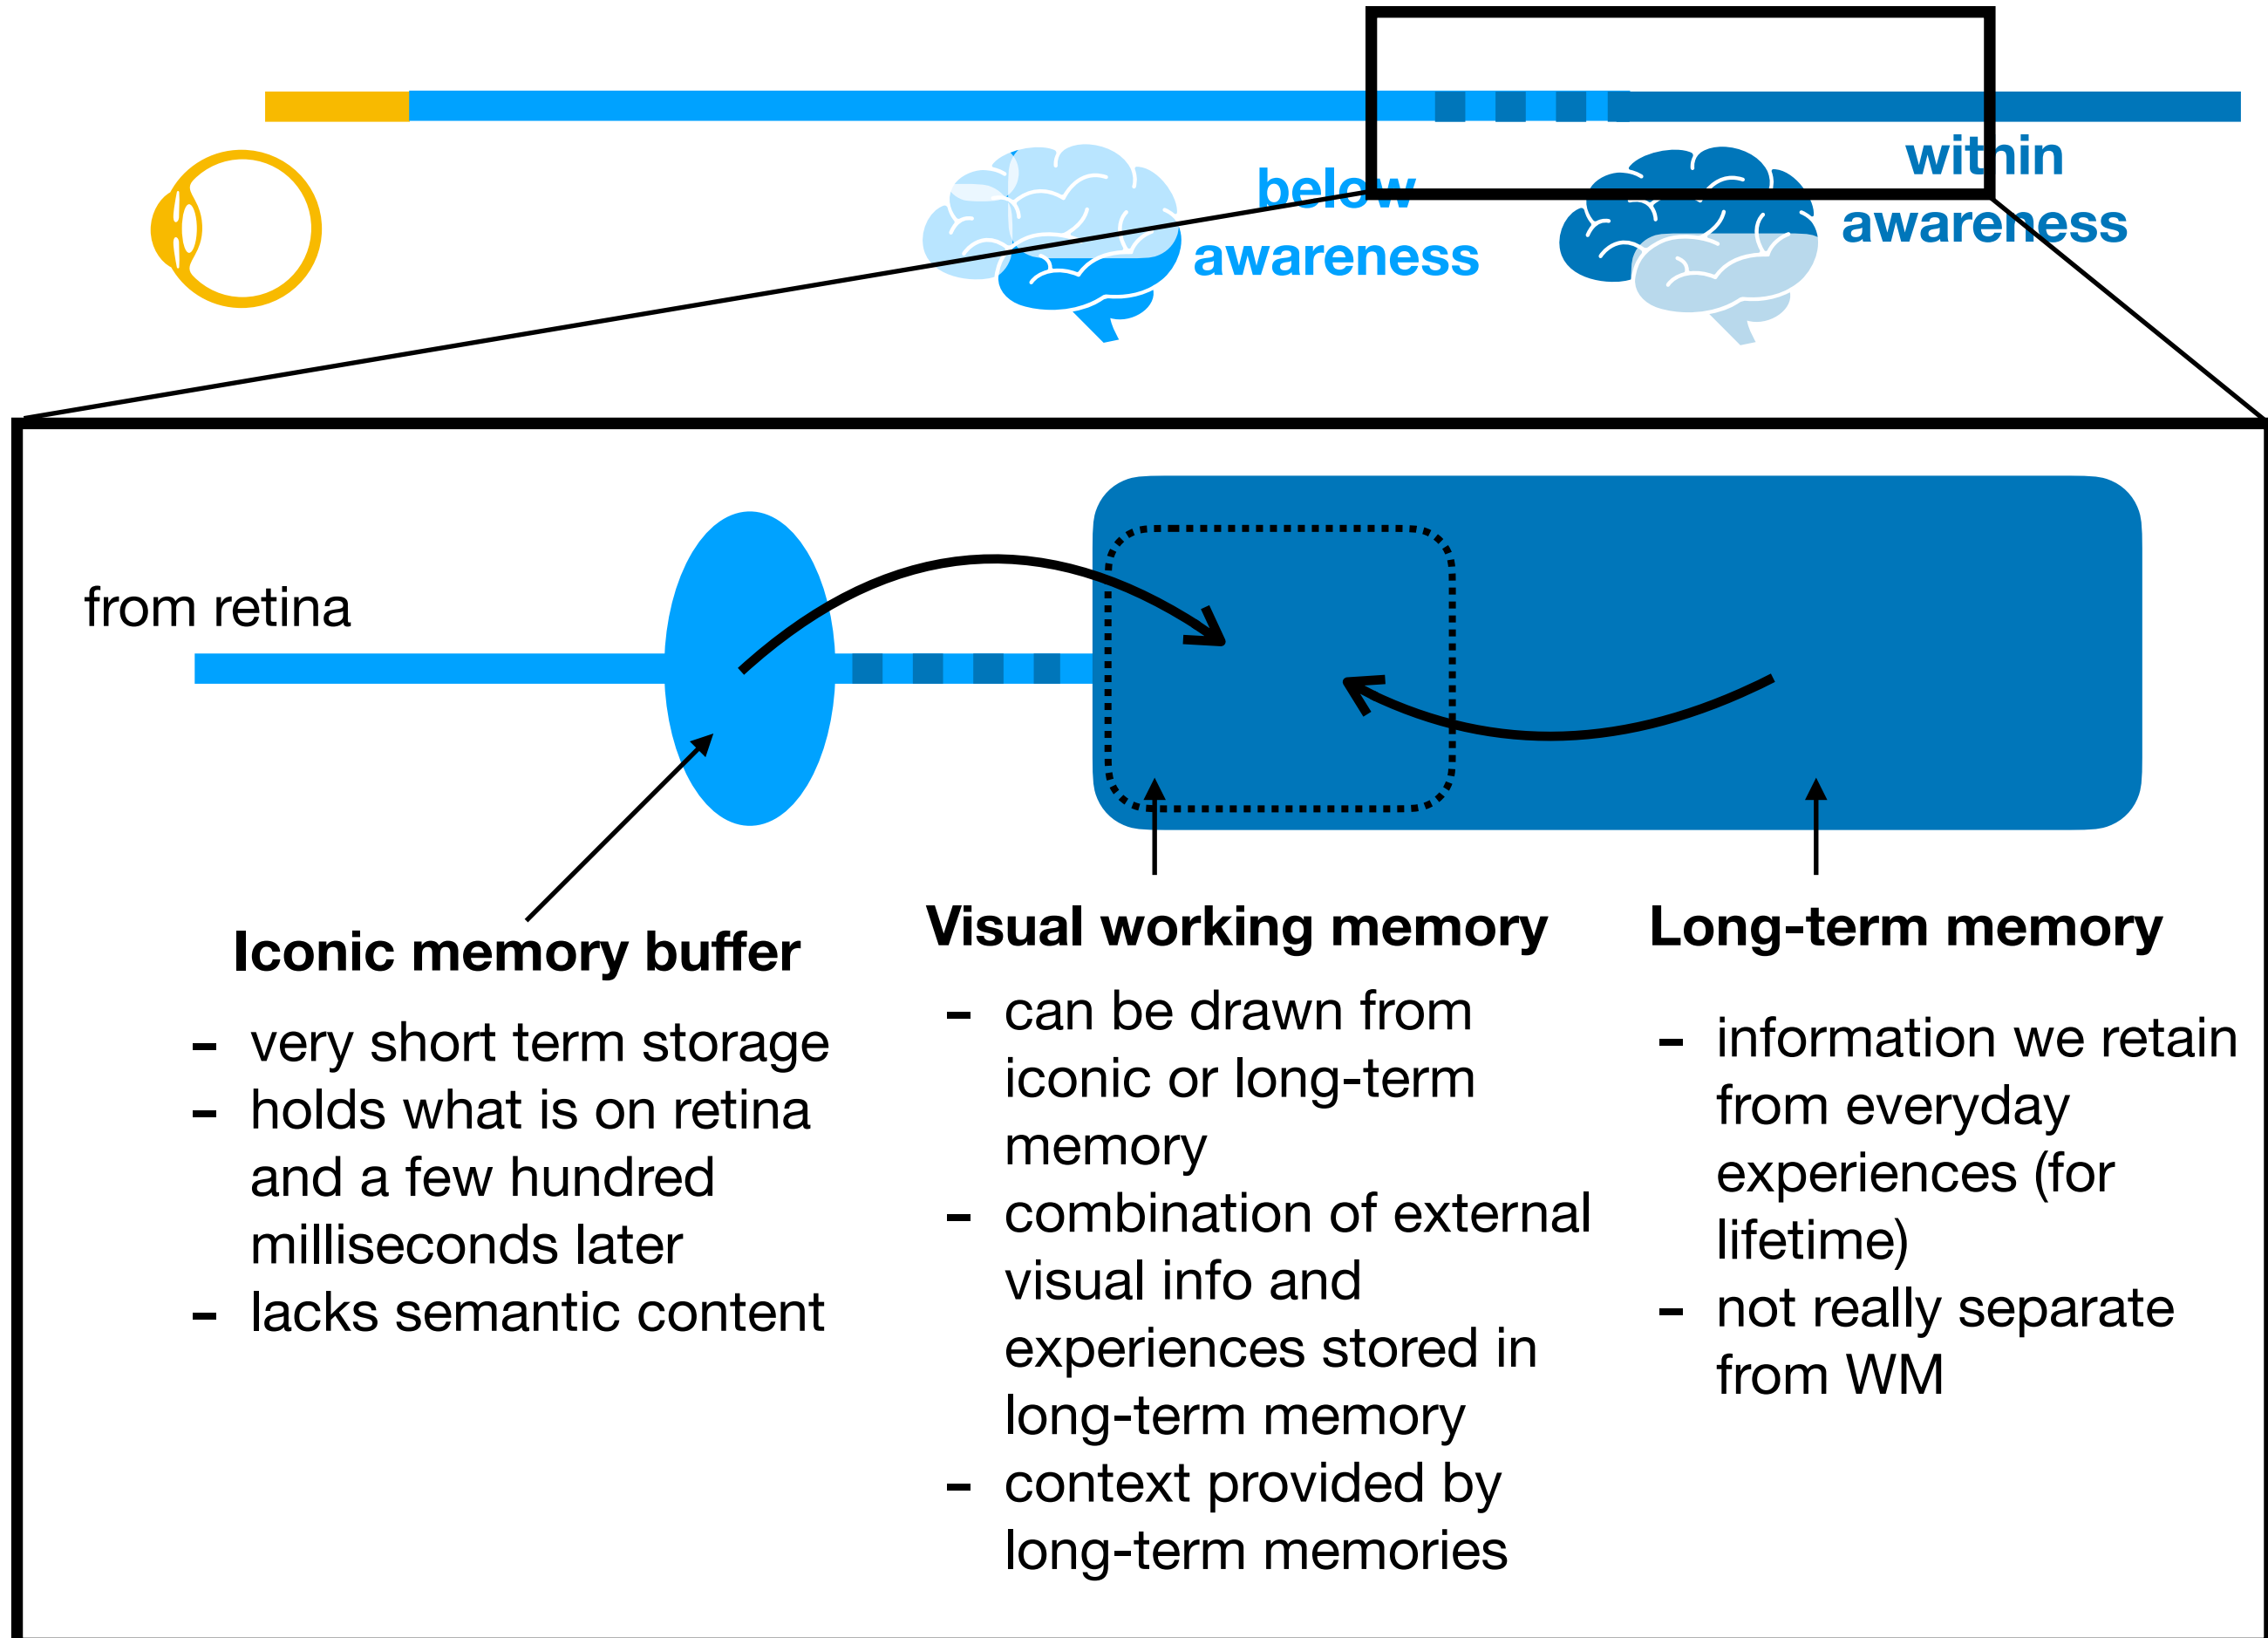 below
awareness
within
awareness
from retina
Iconic memory buffer
- very short term storage
- holds what is on retina
and a few hundred
milliseconds later
- lacks semantic content
Visual working memory
- can be drawn from
iconic or long-term
memory
- combination of external
visual info and
experiences stored in
long-term memory
- context provided by
long-term memories
Long-term memory
- information we retain
from everyday
experiences (for
lifetime)
- not really separate
from WM